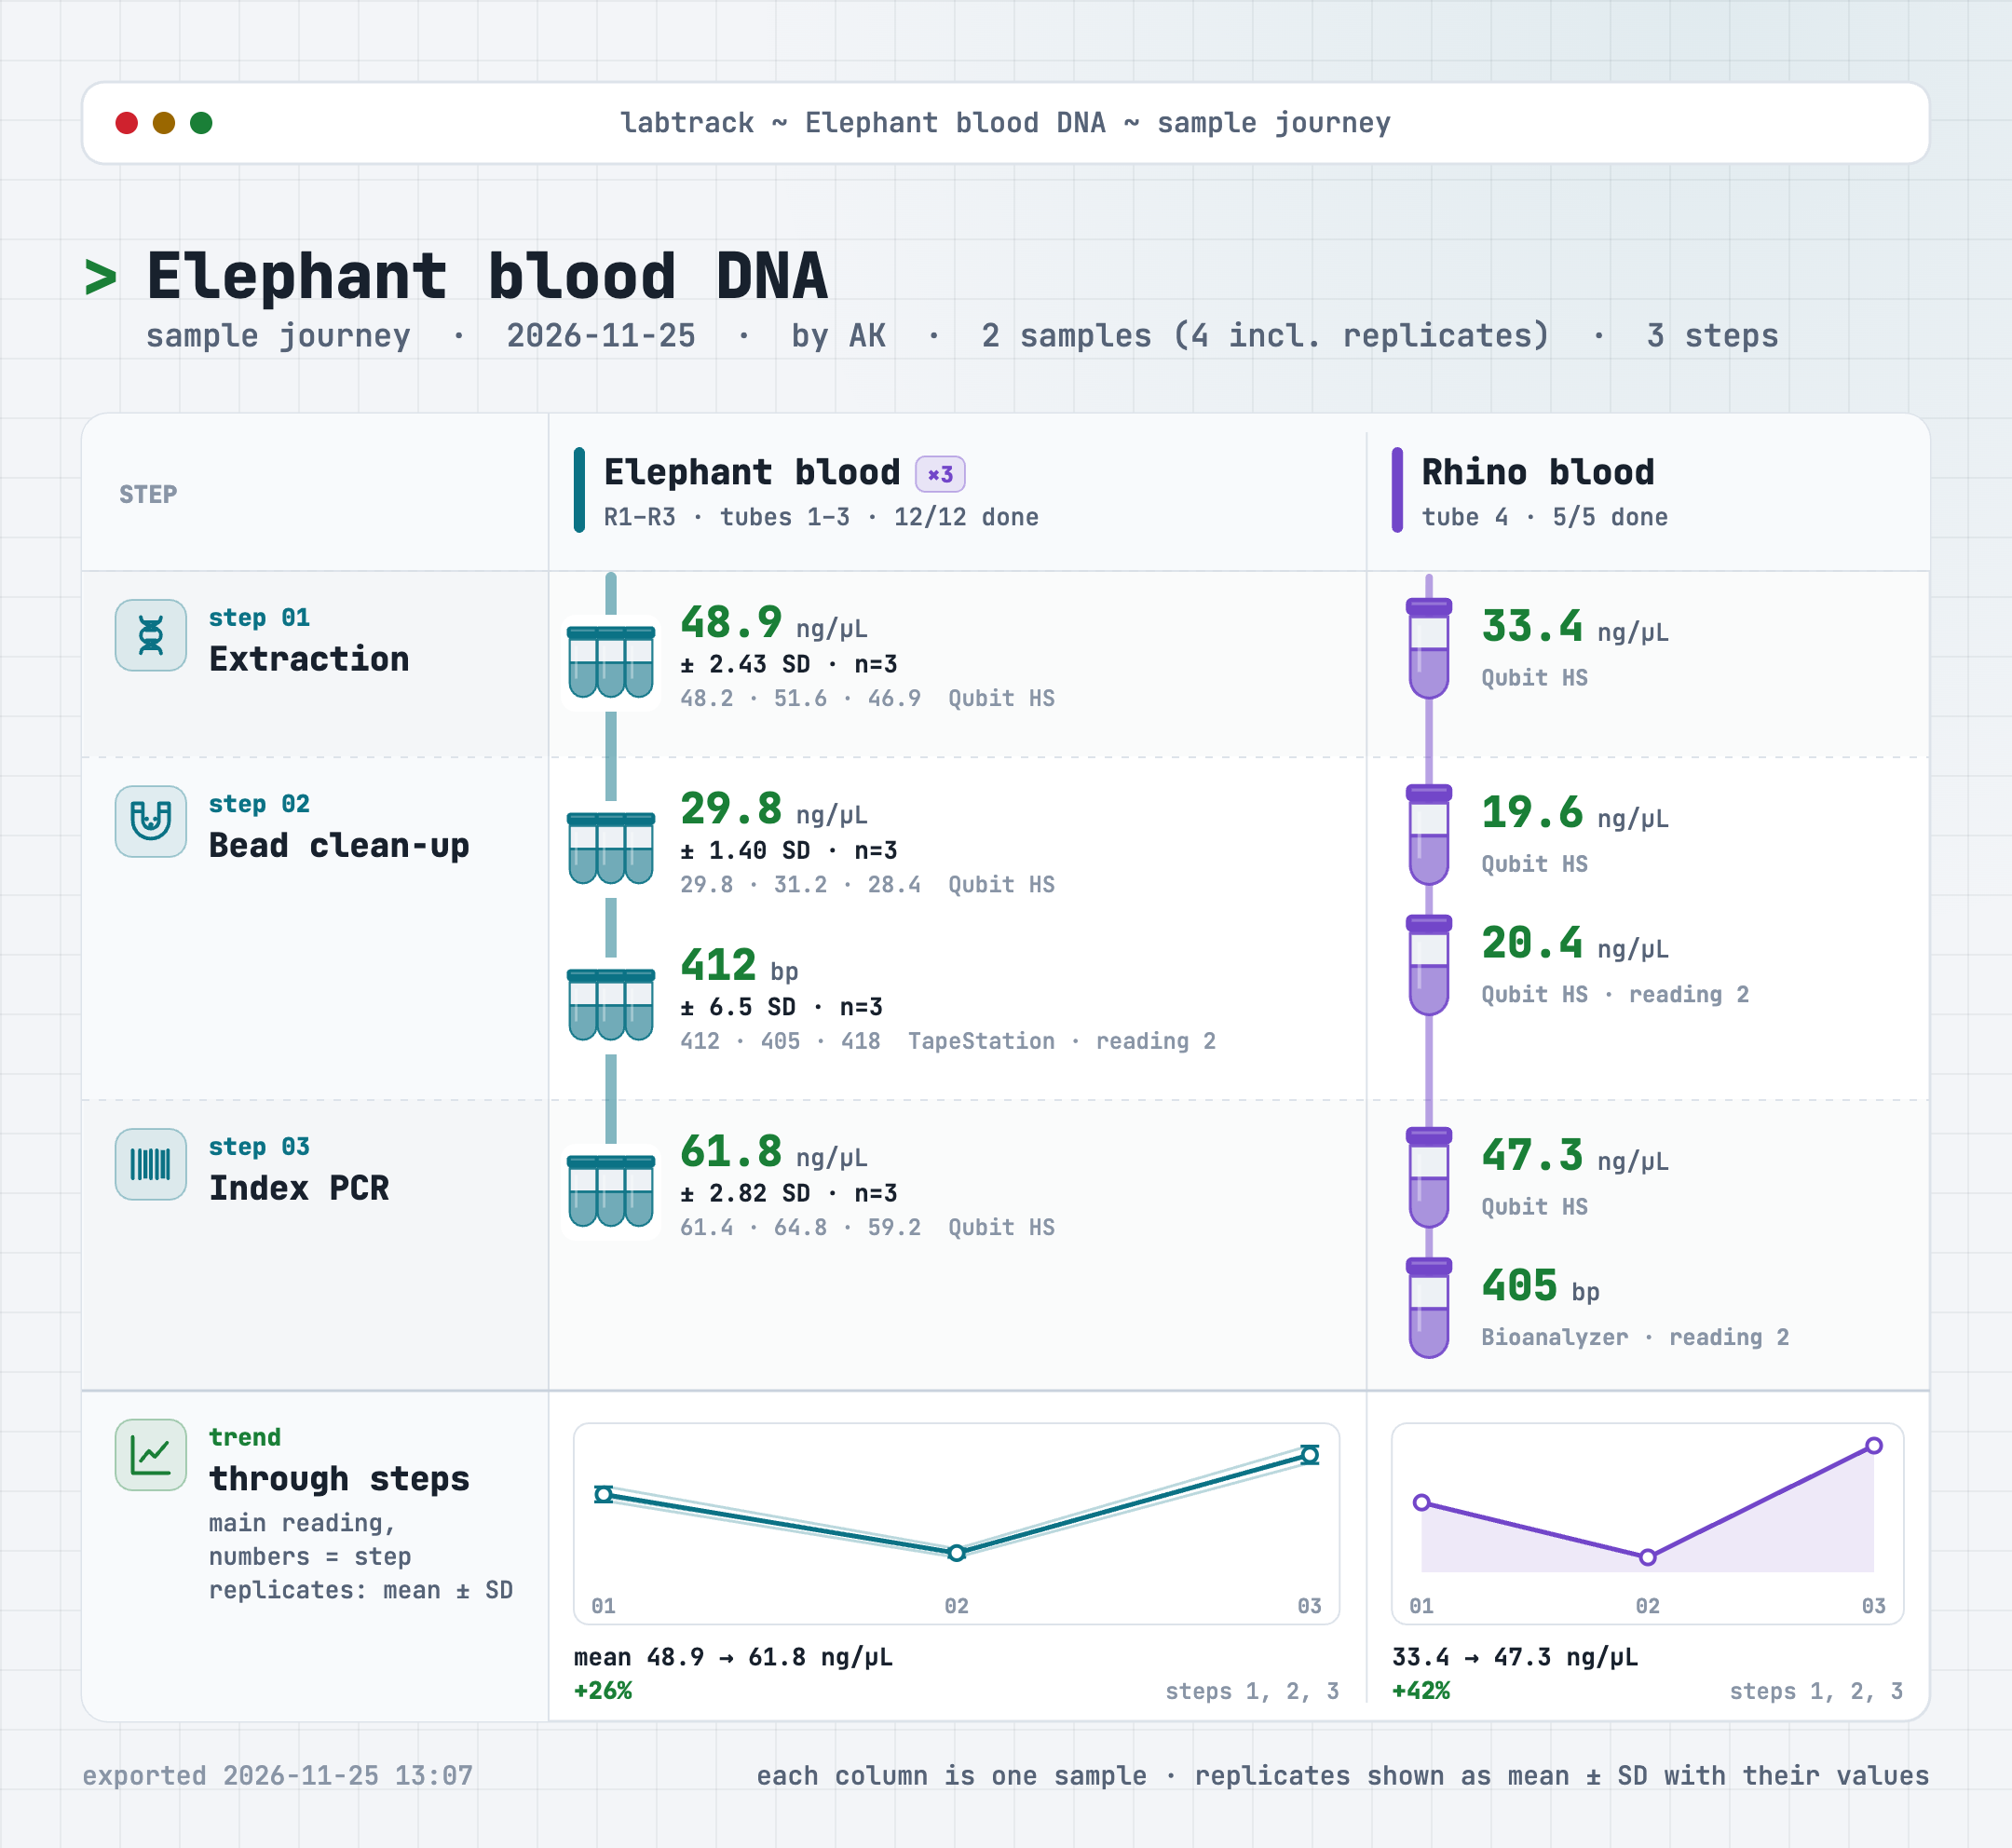 labtrack ~ Elephant blood DNA ~ sample journey
> Elephant blood DNA
sample journey · 2026-11-25 · by AK · 2 samples (4 incl. replicates) · 3 steps
STEP
Elephant blood ×3
R1–R3 · tubes 1–3 · 12/12 done
Rhino blood
tube 4 · 5/5 done
step 01
Extraction
48.9 ng/µL
± 2.43 SD · n=3
48.2 · 51.6 · 46.9 Qubit HS
33.4 ng/µL
Qubit HS
step 02
Bead clean-up
29.8 ng/µL
± 1.40 SD · n=3
29.8 · 31.2 · 28.4 Qubit HS
412 bp
± 6.5 SD · n=3
412 · 405 · 418 TapeStation · reading 2
19.6 ng/µL
Qubit HS
20.4 ng/µL
Qubit HS · reading 2
step 03
Index PCR
61.8 ng/µL
± 2.82 SD · n=3
61.4 · 64.8 · 59.2 Qubit HS
47.3 ng/µL
Qubit HS
405 bp
Bioanalyzer · reading 2
trend
through steps
main reading,
numbers = step
replicates: mean ± SD
01 02 03
mean 48.9 → 61.8 ng/µL
+26% steps 1, 2, 3
01 02 03
33.4 → 47.3 ng/µL
+42% steps 1, 2, 3
exported 2026-11-25 13:07
each column is one sample · replicates shown as mean ± SD with their values